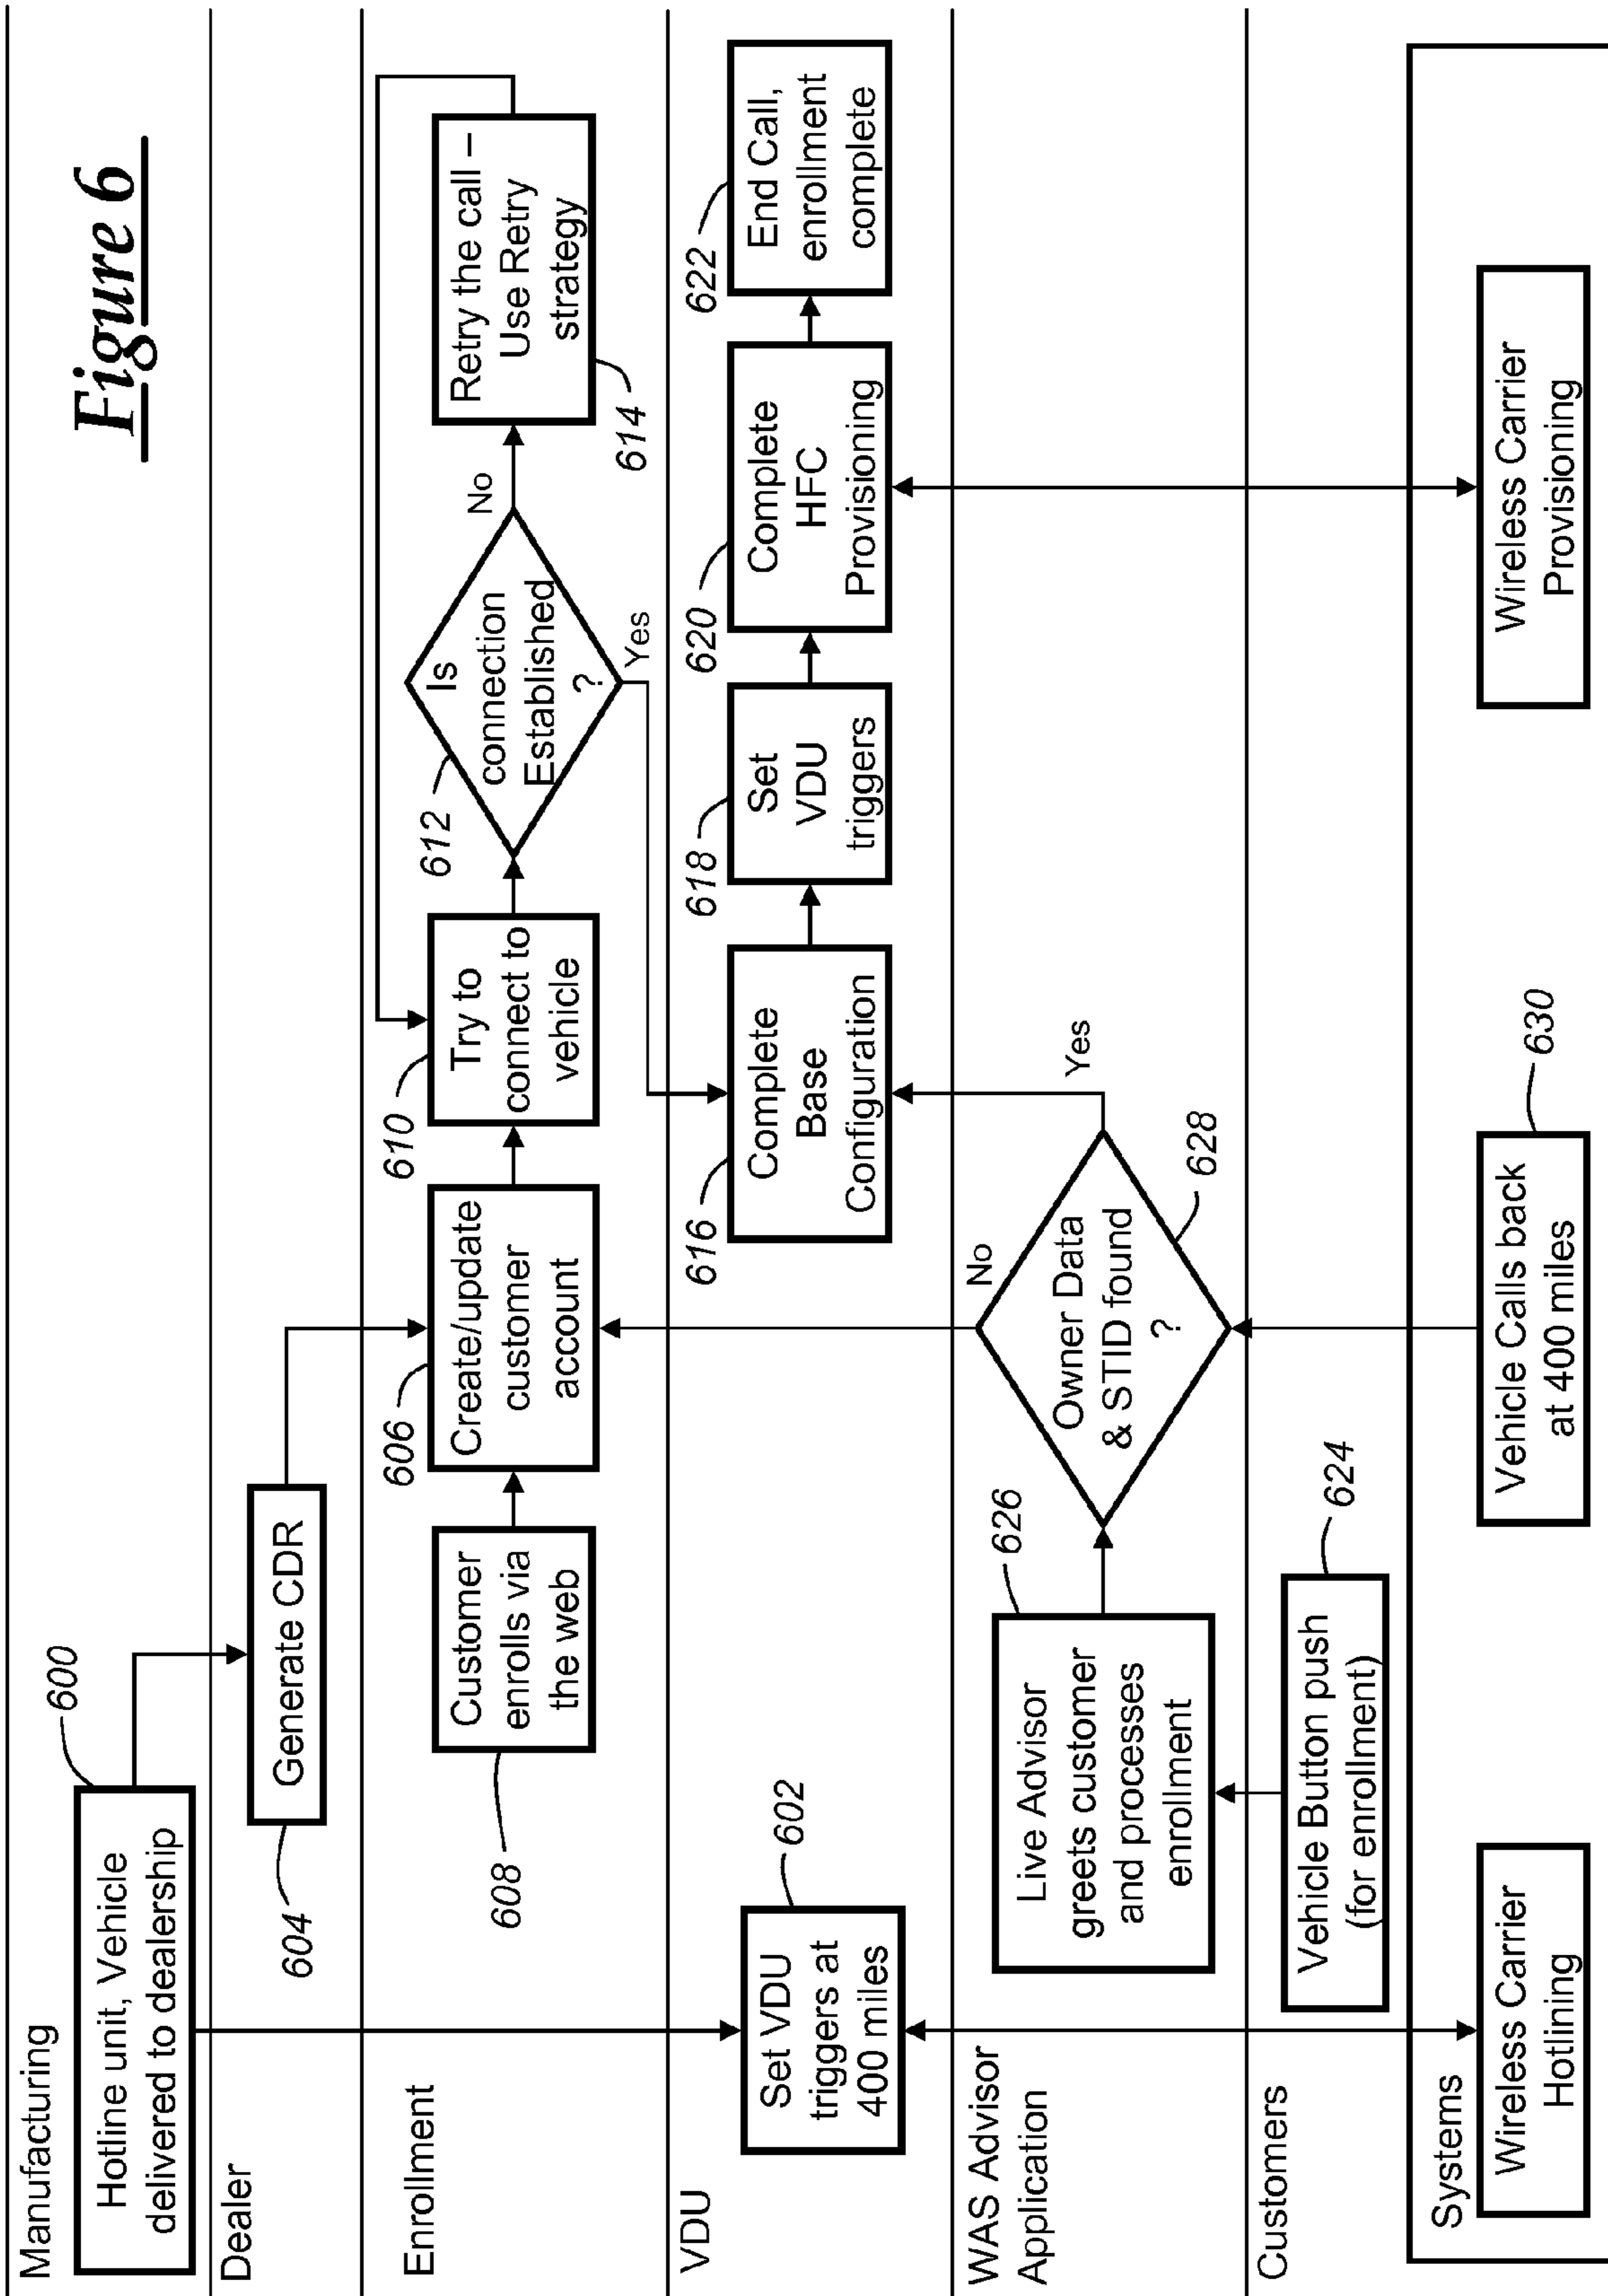 Figure 6
Manufacturing
600
Hotline unit, Vehicle
delivered to dealership
Dealer
Generate CDR
604
Enrollment
608
Customer
enrolls via
the web
606
Create/update
customer
account
610
Try to
connect to
vehicle
612
Is
connection
Established
?
No
Yes
Retry the call –
Use Retry
strategy
614
VDU
Set VDU
triggers at
400 miles
602
616
Complete
Base
Configuration
618
Set
VDU
triggers
620
Complete
HFC
Provisioning
622
End Call,
enrollment
complete
WAS Advisor
Application
626
Live Advisor
greets customer
and processes
enrollment
Owner Data
& STID found
?
No
Yes
628
Customers
Vehicle Button push
(for enrollment)
624
Systems
Wireless Carrier
Hotlining
Vehicle Calls back
at 400 miles
630
Wireless Carrier
Provisioning